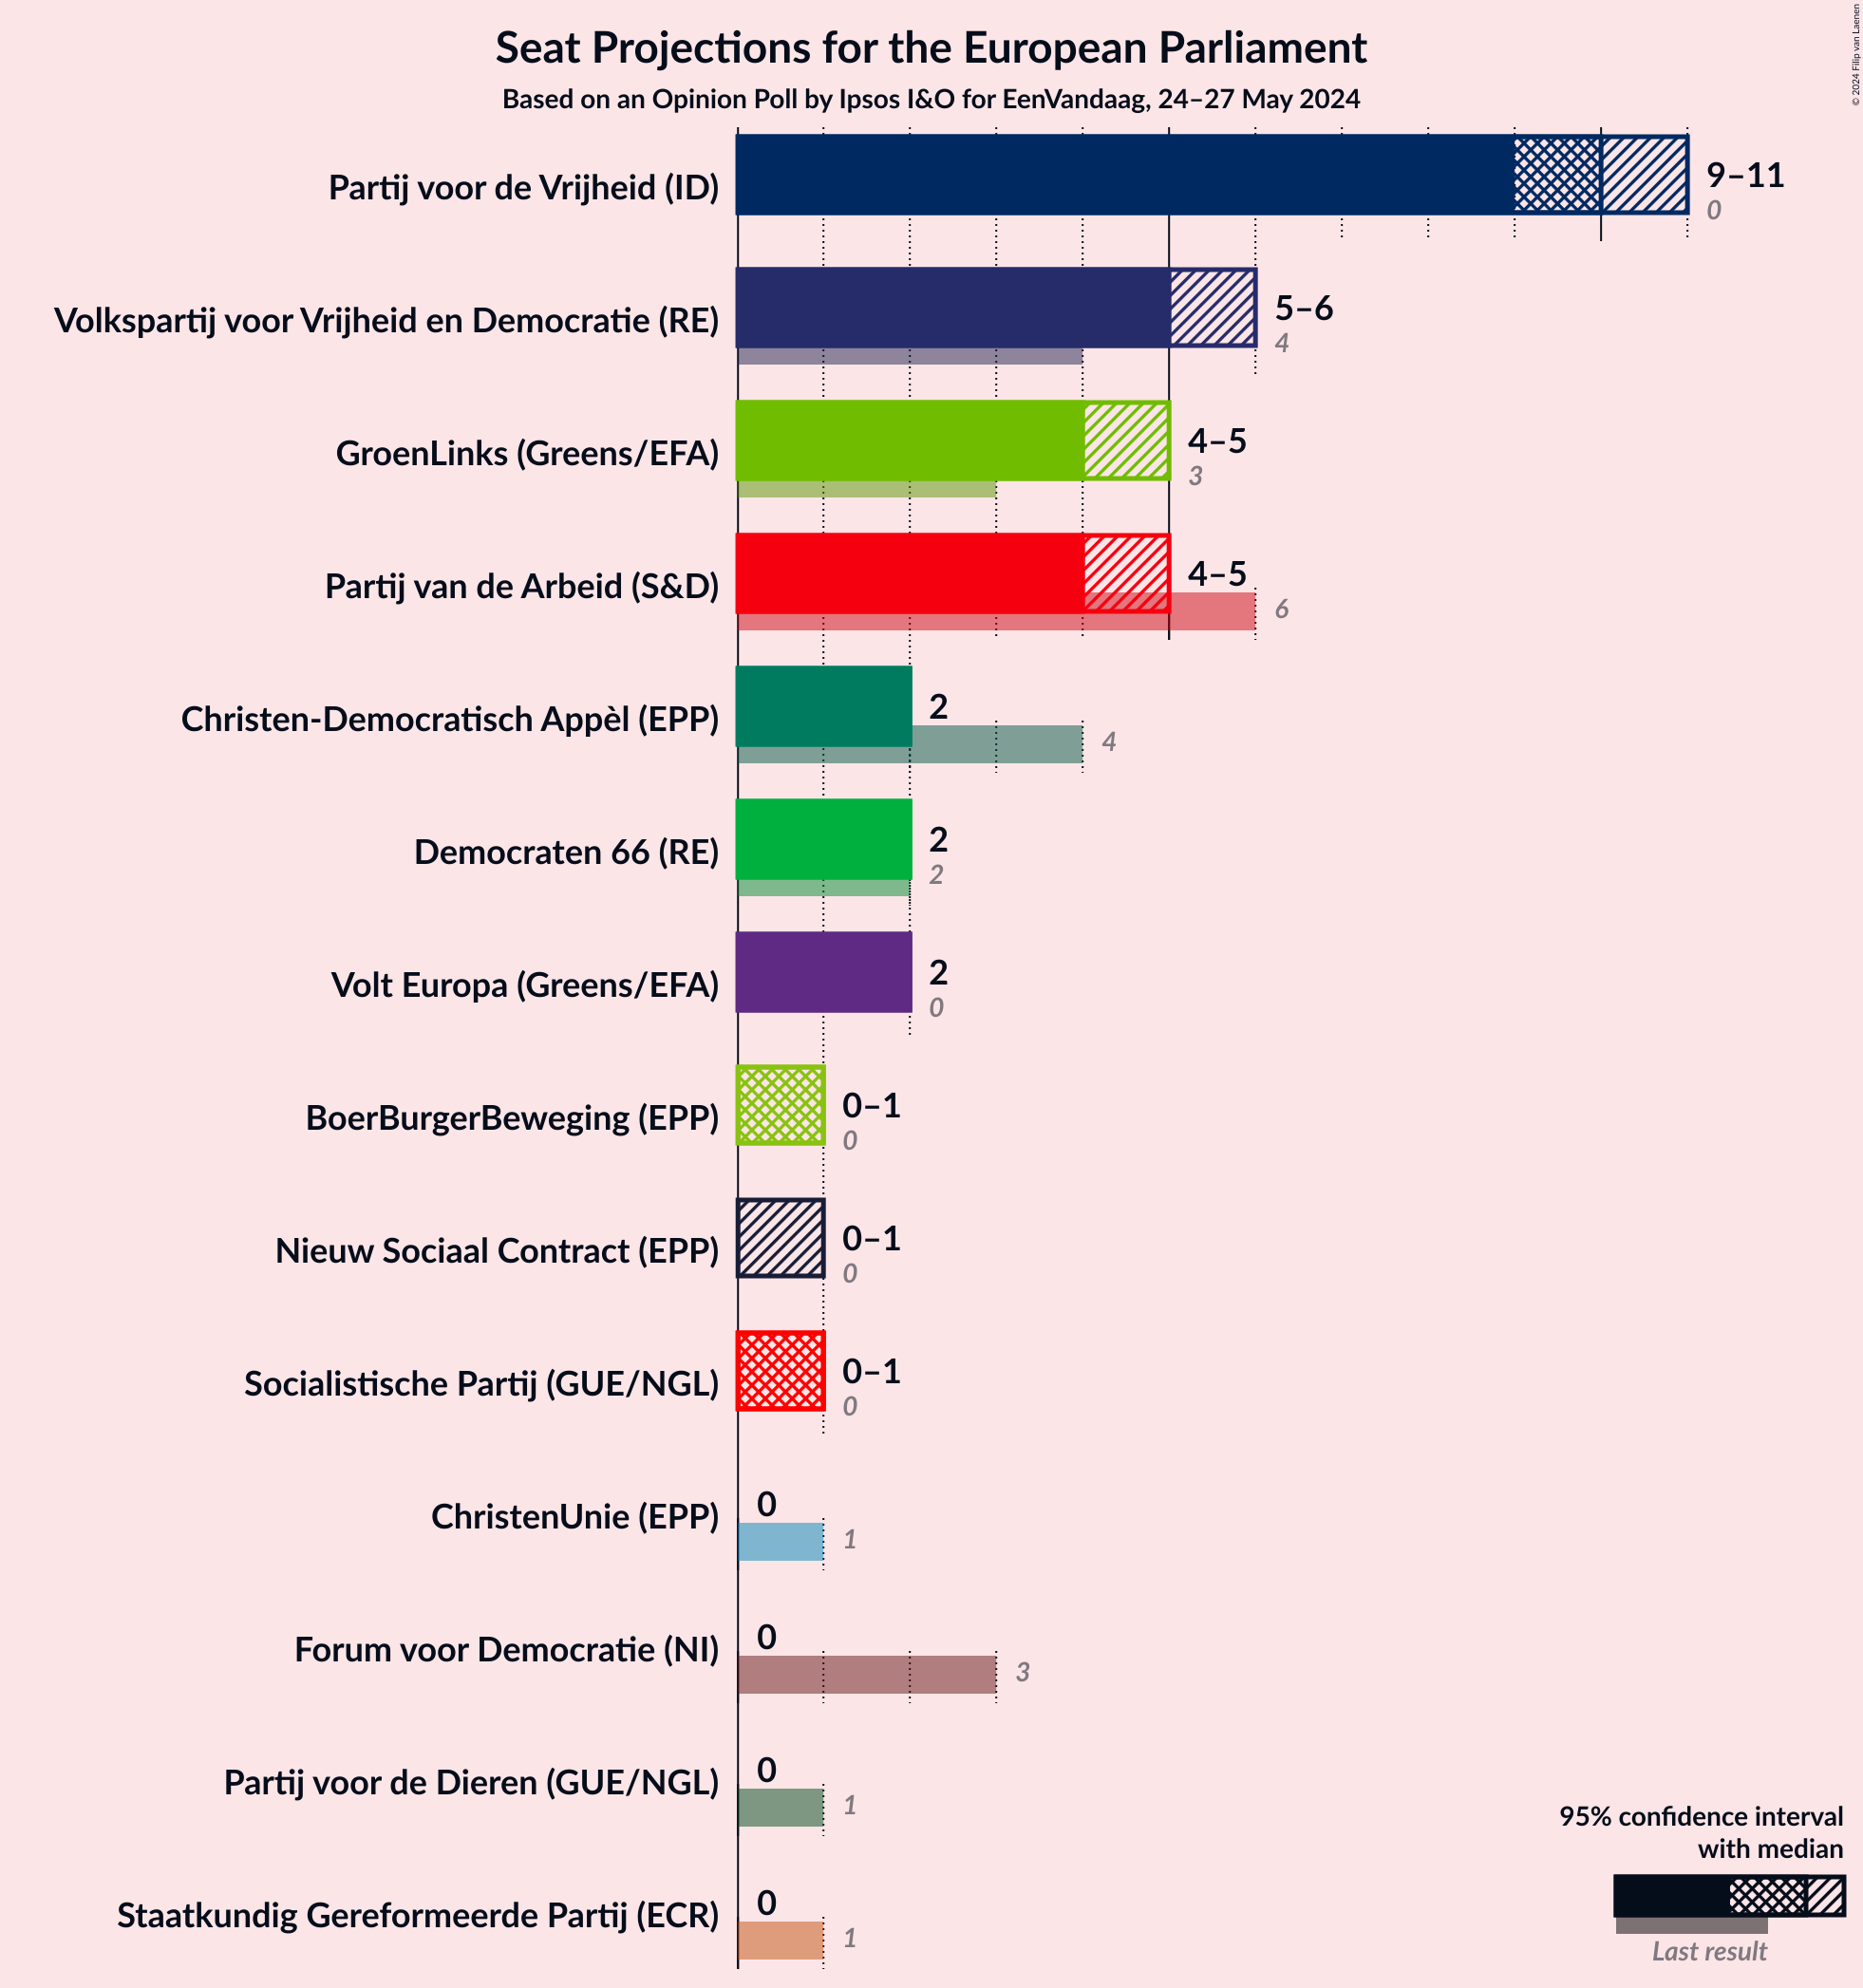 Seat Projections for the European Parliament
Based on an Opinion Poll by Ipsos I&O for EenVandaag, 24–27 May 2024
© 2024 Filip van Laenen
Partij voor de Vrijheid (ID)
9–11
0
Volkspartij voor Vrijheid en Democratie (RE)
5–6
4
GroenLinks (Greens/EFA)
4–5
3
Partij van de Arbeid (S&D)
4–5
6
Christen-Democratisch Appèl (EPP)
2
4
Democraten 66 (RE)
2
2
Volt Europa (Greens/EFA)
2
0
BoerBurgerBeweging (EPP)
0–1
0
Nieuw Sociaal Contract (EPP)
0–1
0
Socialistische Partij (GUE/NGL)
0–1
0
ChristenUnie (EPP)
0
1
Forum voor Democratie (NI)
0
3
Partij voor de Dieren (GUE/NGL)
0
1
Staatkundig Gereformeerde Partij (ECR)
0
1
95% confidence interval
with median
Last result